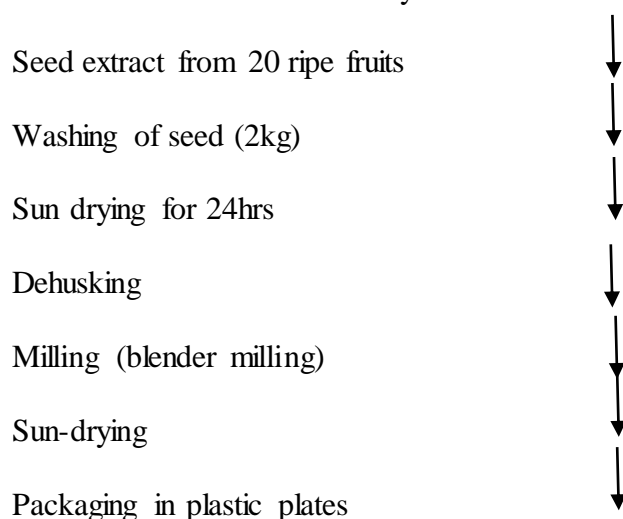 Seed extract from 20 ripe fruits
Washing of seed (2kg)
Sun drying for 24hrs
Dehusking
Milling (blender milling)
Sun-drying
Packaging in plastic plates